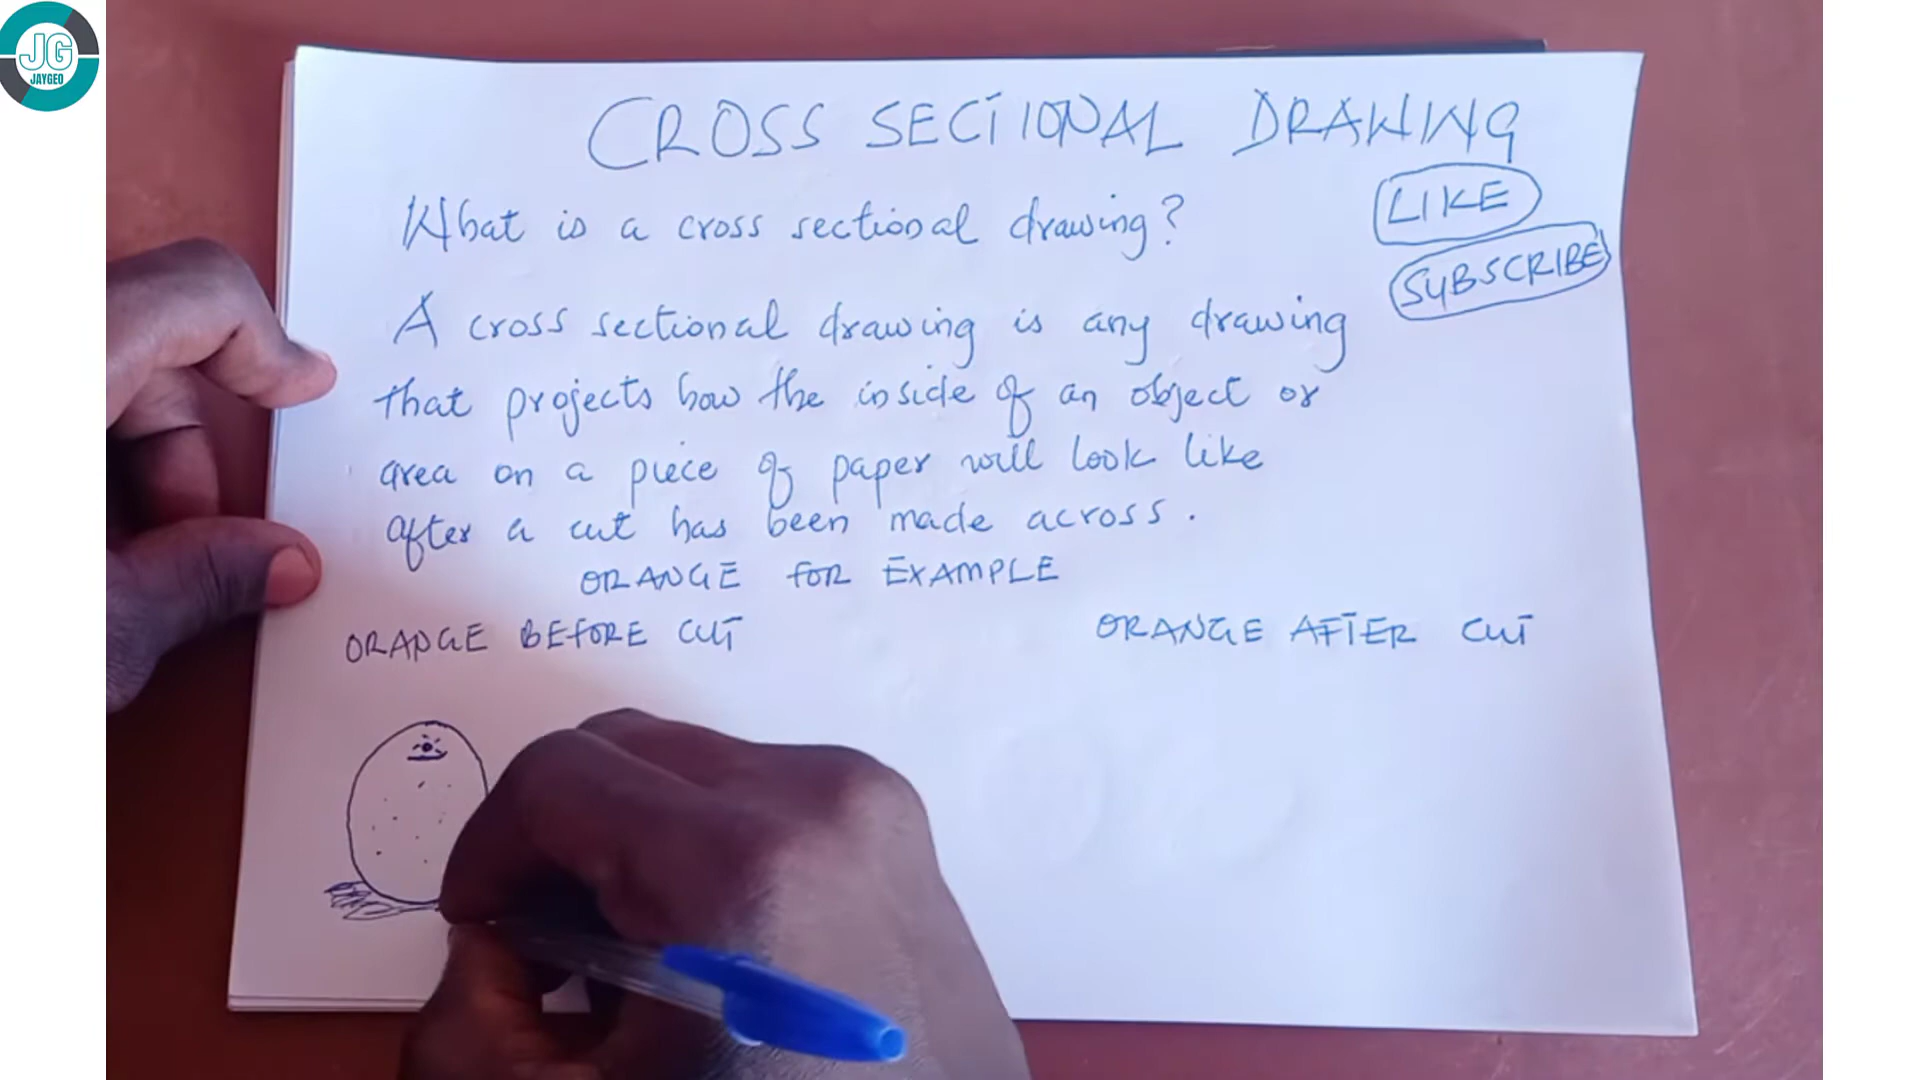 JG
JAYGEO
CROSS SECTIONAL DRAWING
LIKE
SUBSCRIBE
What is a cross sectional drawing?
A cross sectional drawing is any drawing
that projects how the inside of an object or
area on a piece of paper will look like
after a cut has been made across.
ORANGE FOR EXAMPLE
ORANGE BEFORE CUT
ORANGE AFTER CUT